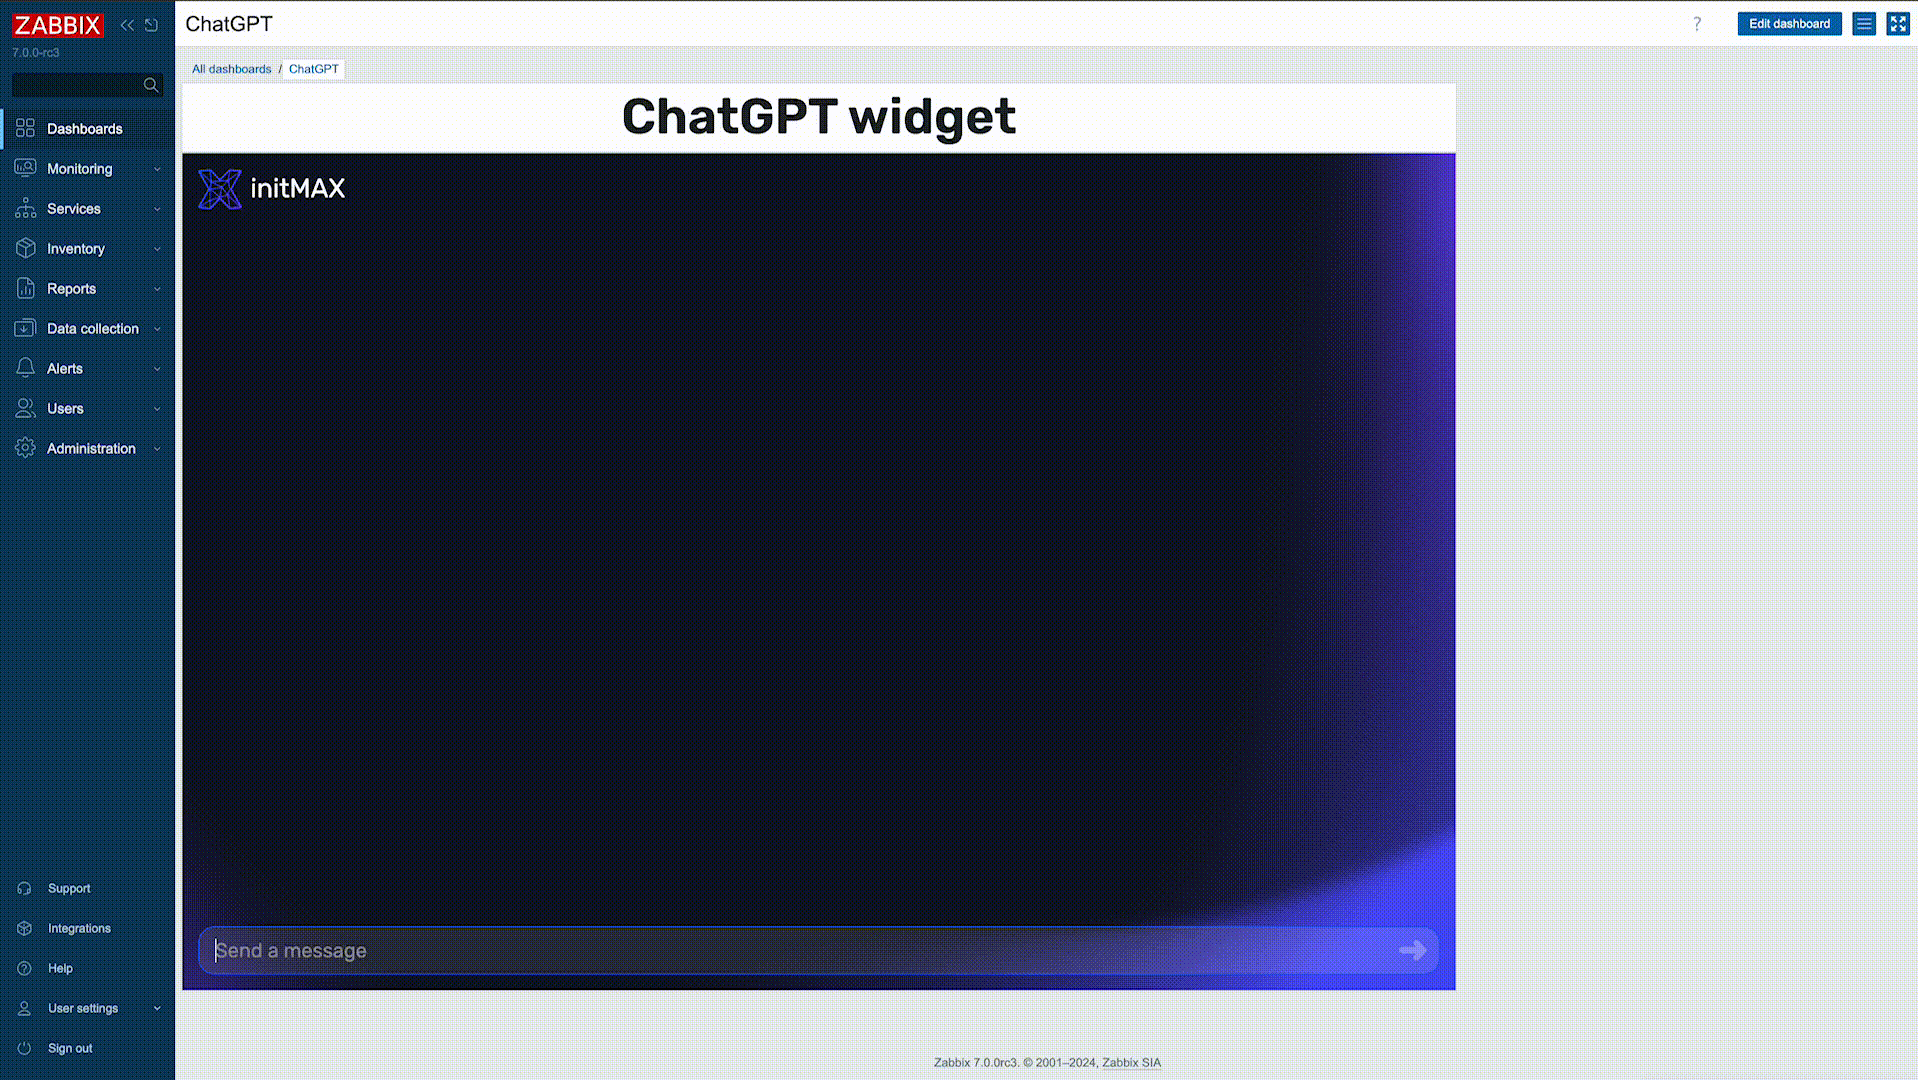 ZABBIX
7.0.0-rc3
Dashboards
Monitoring
Services
Inventory
Reports
Data collection
Alerts
Users
Administration
Support
Integrations
Help
User settings
Sign out
ChatGPT
?
Edit dashboard
All dashboards / ChatGPT
ChatGPT widget
initMAX
Send a message
Zabbix 7.0.0rc3. © 2001–2024, Zabbix SIA